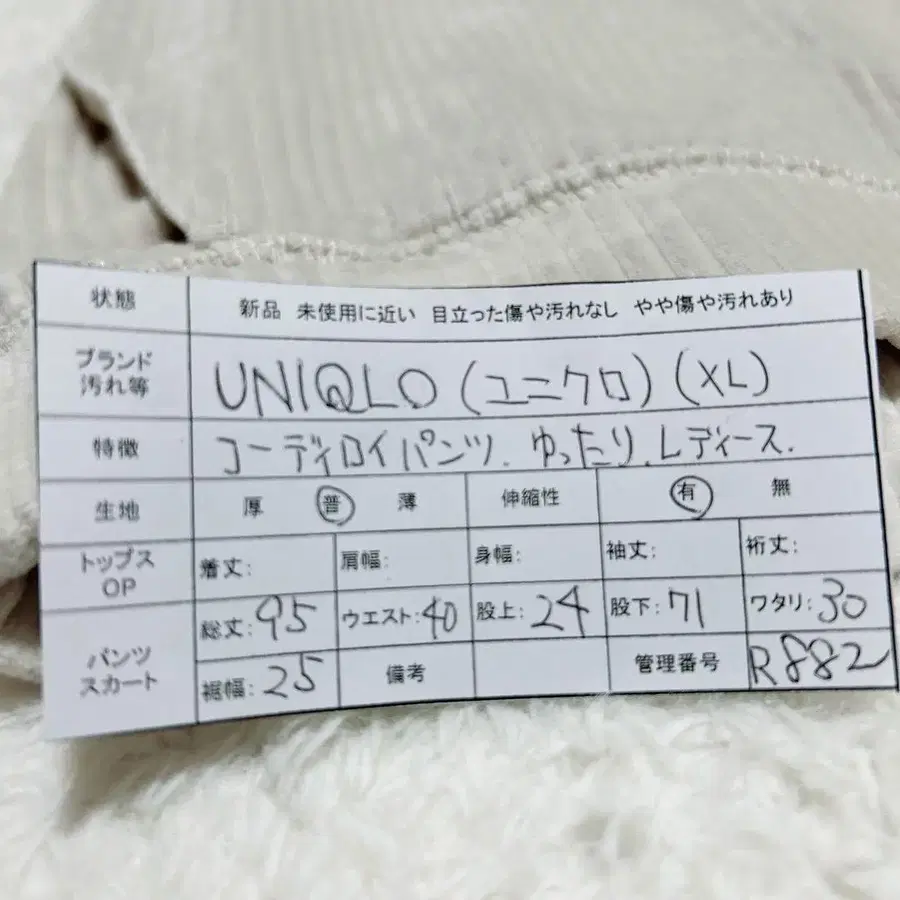 状態 新品 未使用に近い 目立った傷や汚れなし やや傷や汚れあり
ブランド 汚れ等 UNIQLO (ユニクロ) (XL)
特徴 コーディロイパンツ. ゆったり. レディース.
生地 厚 普 薄 伸縮性 有 無
トップス OP 着丈: 肩幅: 身幅: 袖丈: 裄丈:
パンツ スカート 総丈: 95 ウエスト: 40 股上: 24 股下: 71 ワタリ: 30
裾幅: 25 備考 管理番号 R882